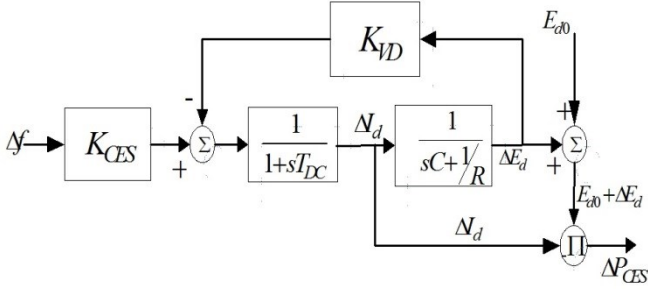 K_VD
E_d0
-
+
Δf
K_CES
+
Σ
1
1+sT_DC
ΔI_d
1
sC+1/R
ΔE_d
+
Σ
E_d0+ΔE_d
ΔI_d
Π
ΔP_CES